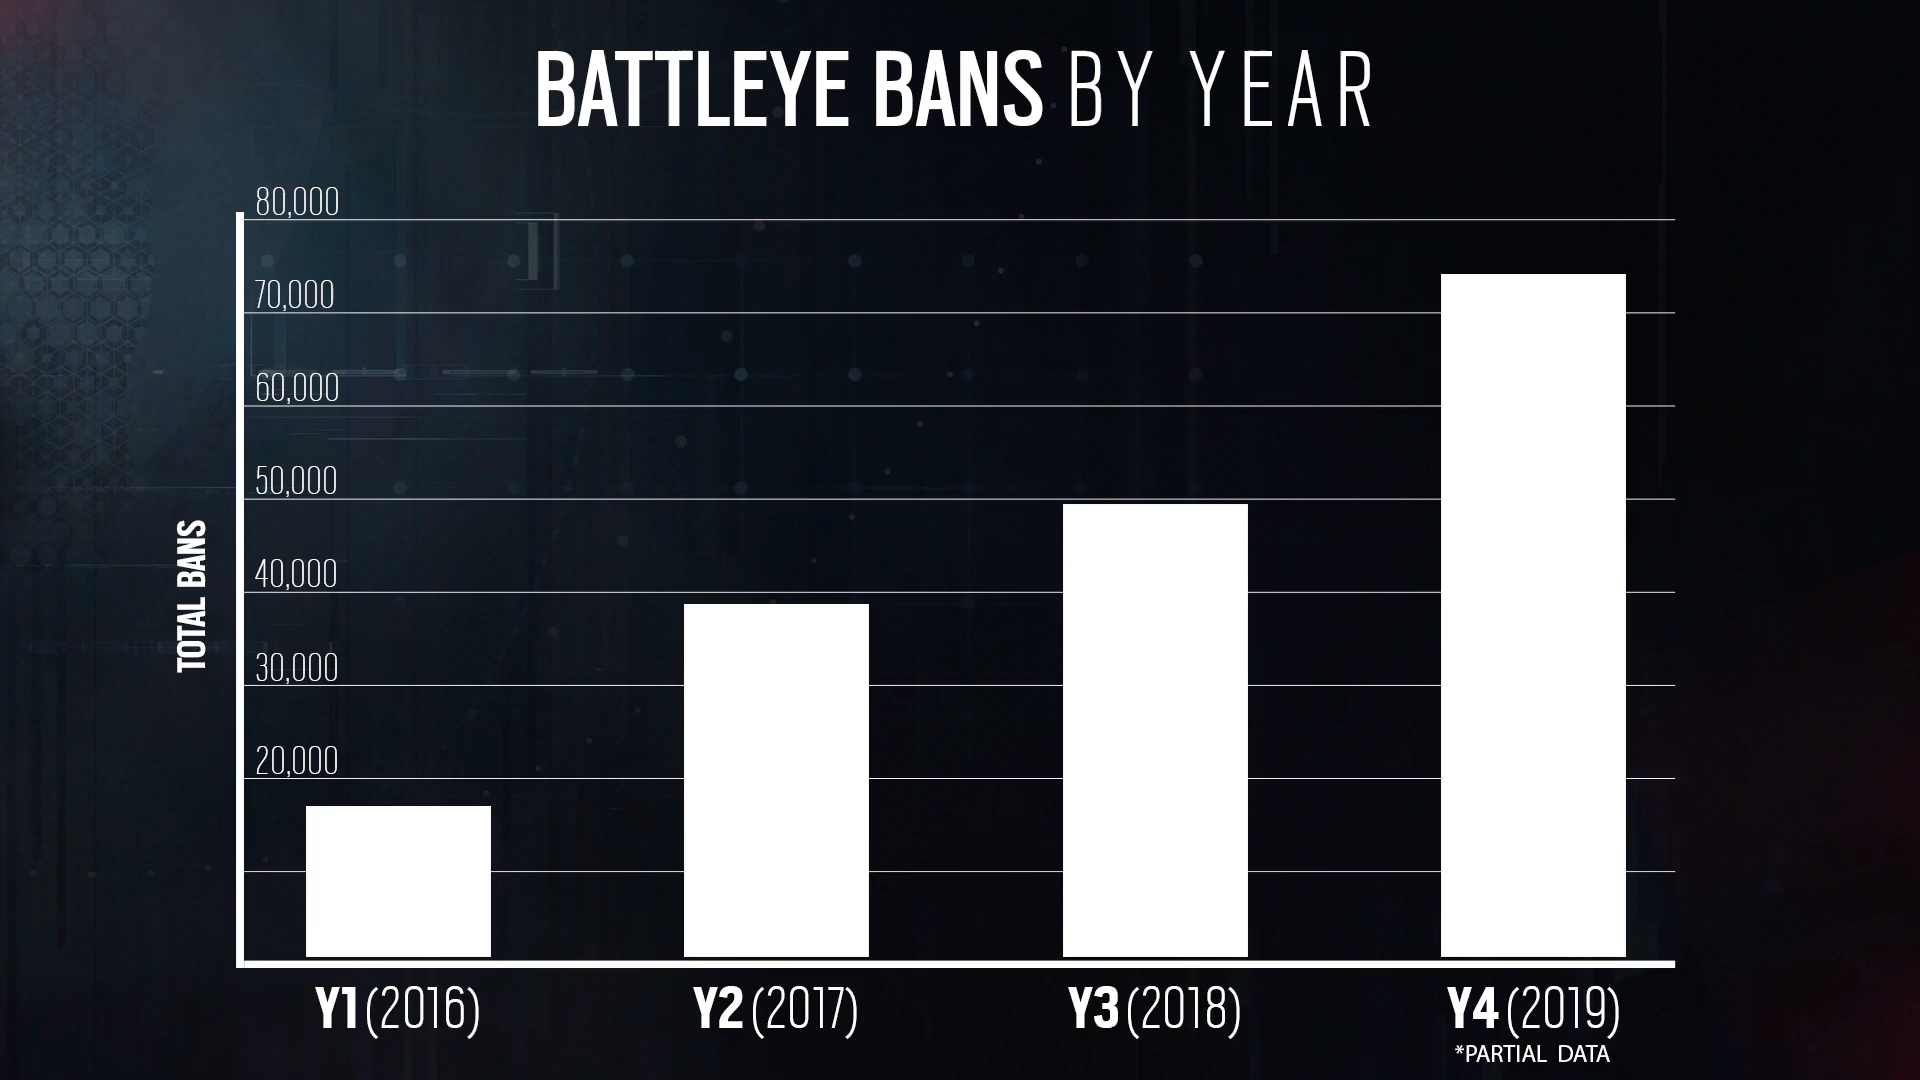 BATTLEYE BANS BY YEAR
80,000
70,000
60,000
50,000
40,000
30,000
20,000
TOTAL BANS
Y1 (2016)
Y2 (2017)
Y3 (2018)
Y4 (2019)
*PARTIAL DATA